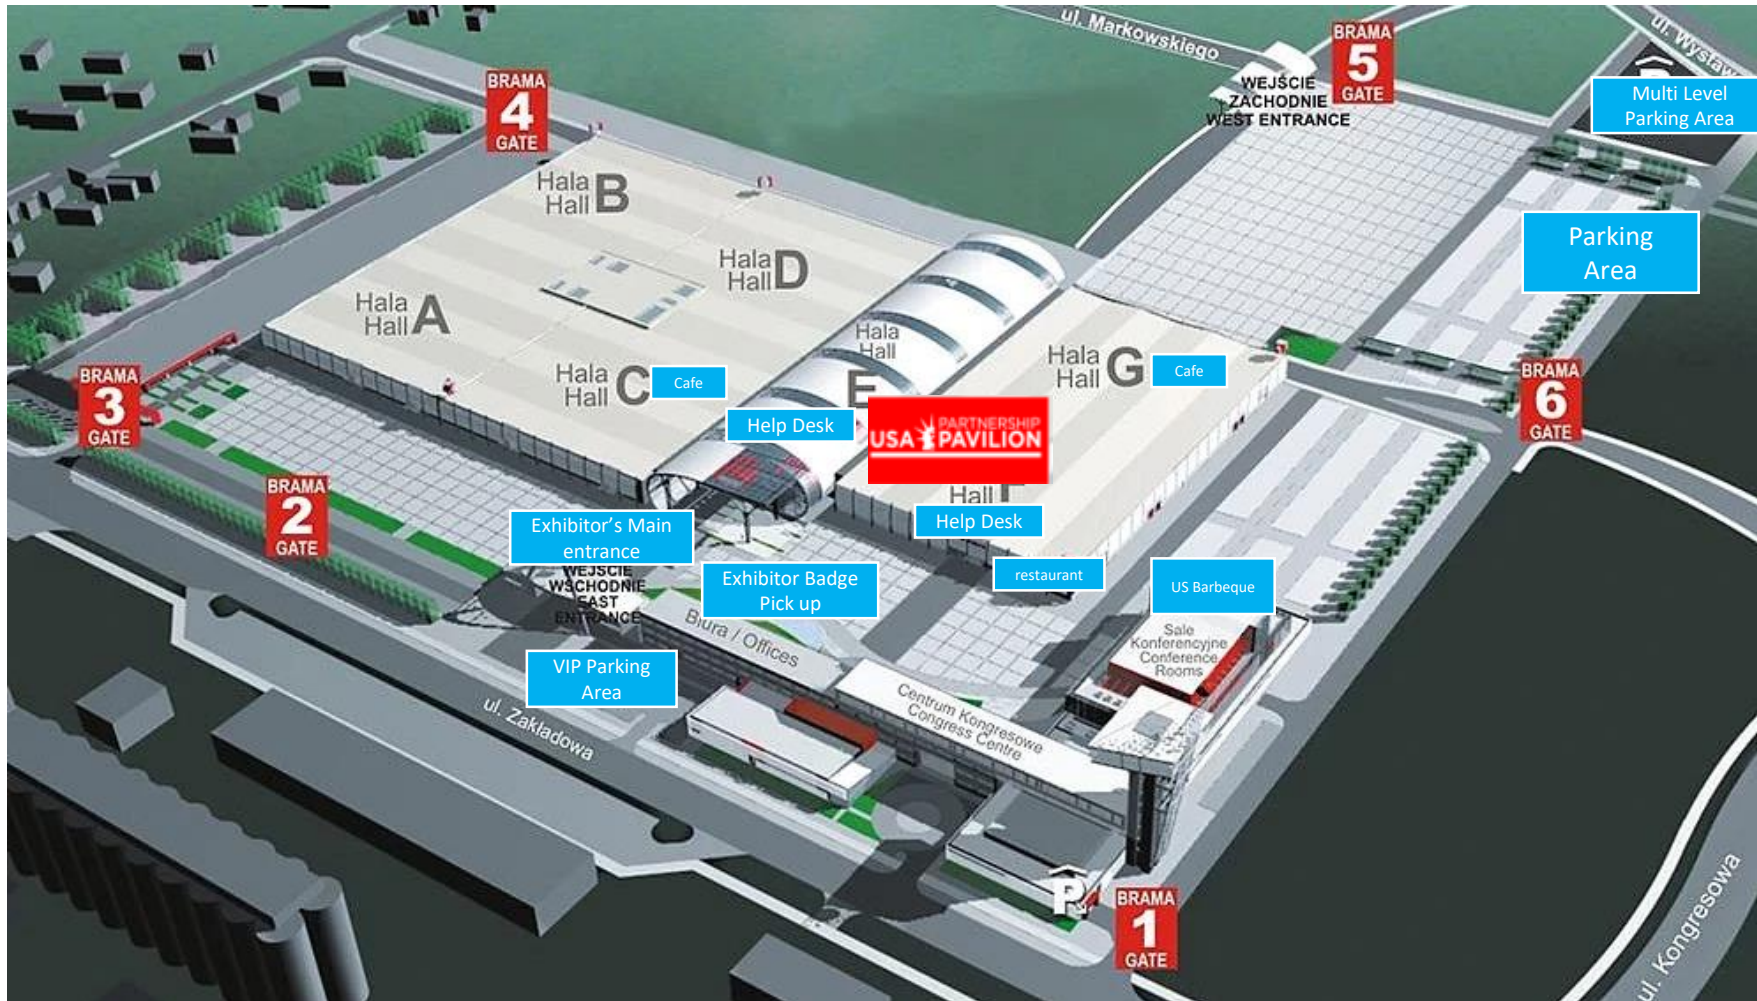 ul. Markowskiego
BRAMA
5
GATE
WEJŚCIE
ZACHODNIE
WEST ENTRANCE
Multi Level
Parking Area
BRAMA
4
GATE
Hala
Hall B
Hala
Hall D
Parking
Area
Hala
Hall A
Hala
Hall
E
Hala
Hall C
Cafe
Hala
Hall G
Cafe
BRAMA
3
GATE
BRAMA
6
GATE
Help Desk
PARTNERSHIP
USA PAVILION
Hall F
Help Desk
BRAMA
2
GATE
Exhibitor's Main
entrance
WEJŚCIE
WSCHODNIE
EAST
ENTRANCE
Exhibitor Badge
Pick up
restaurant
US Barbeque
Biura / Offices
Sale
Konferencyjne
Conference
Rooms
VIP Parking
Area
ul. Zakładowa
Centrum Kongresowe
Congress Centre
P
BRAMA
1
GATE
ul. Kongresowa